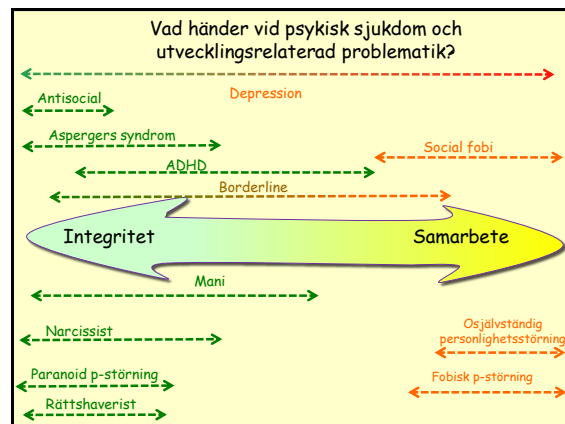 Vad händer vid psykisk sjukdom och
utvecklingsrelaterad problematik?
Depression
Antisocial
Aspergers syndrom
Social fobi
ADHD
Borderline
Integritet
Samarbete
Mani
Narcissist
Osjälvständig
personlighetsstörning
Paranoid p-störning
Fobisk p-störning
Rättshaverist